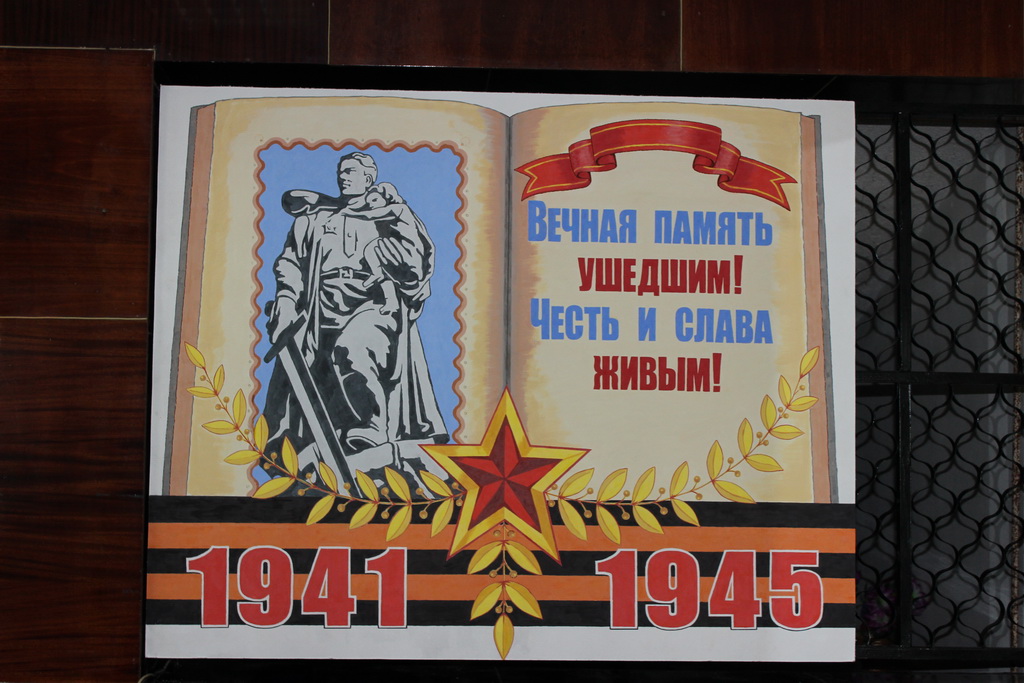 Вечная память
ушедшим!
Честь и слава
живым!
1941 1945